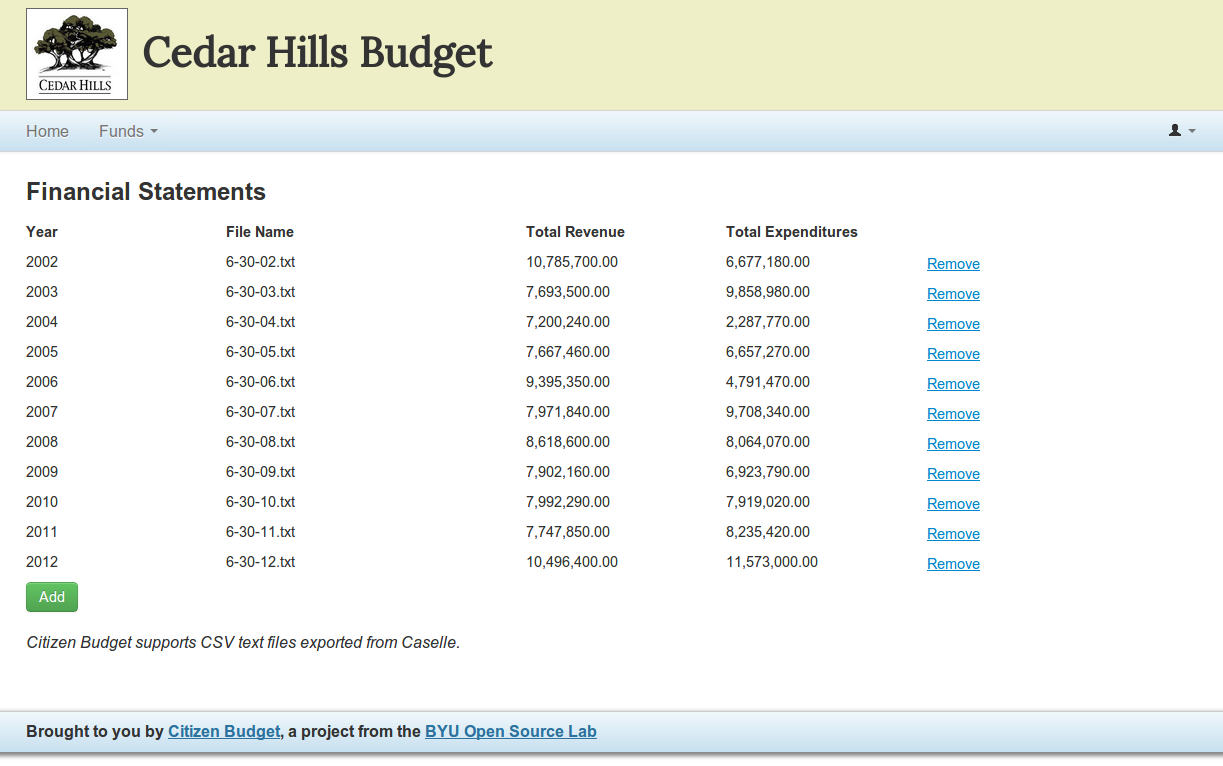 CEDAR HILLS
Cedar Hills Budget
Home Funds
Financial Statements
Year File Name Total Revenue Total Expenditures
2002 6-30-02.txt 10,785,700.00 6,677,180.00 Remove
2003 6-30-03.txt 7,693,500.00 9,858,980.00 Remove
2004 6-30-04.txt 7,200,240.00 2,287,770.00 Remove
2005 6-30-05.txt 7,667,460.00 6,657,270.00 Remove
2006 6-30-06.txt 9,395,350.00 4,791,470.00 Remove
2007 6-30-07.txt 7,971,840.00 9,708,340.00 Remove
2008 6-30-08.txt 8,618,600.00 8,064,070.00 Remove
2009 6-30-09.txt 7,902,160.00 6,923,790.00 Remove
2010 6-30-10.txt 7,992,290.00 7,919,020.00 Remove
2011 6-30-11.txt 7,747,850.00 8,235,420.00 Remove
2012 6-30-12.txt 10,496,400.00 11,573,000.00 Remove
Add
Citizen Budget supports CSV text files exported from Caselle.
Brought to you by Citizen Budget, a project from the BYU Open Source Lab